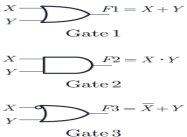 X
Y
F1 = X + Y
Gate 1
X
Y
F2 = X · Y
Gate 2
X
Y
F3 = X̅ + Y
Gate 3